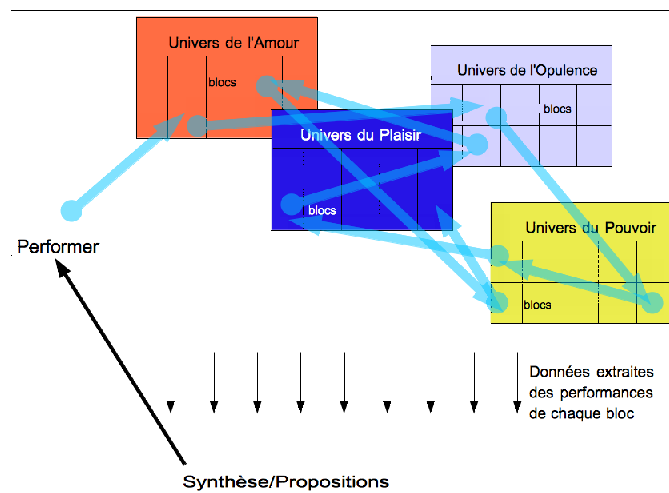 Univers de l'Amour
blocs
Univers de l'Opulence
blocs
Univers du Plaisir
blocs
Univers du Pouvoir
blocs
Performer
Données extraites
des performances
de chaque bloc
Synthèse/Propositions